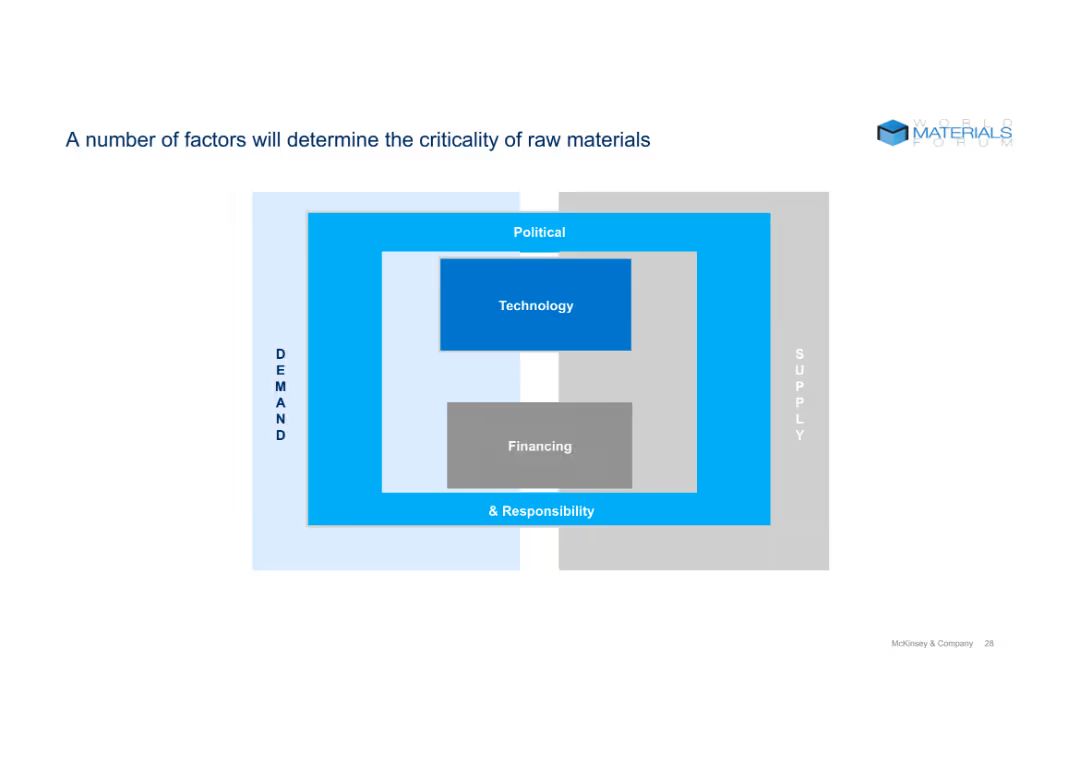 A number of factors will determine the criticality of raw materials
WORLD
MATERIALS
FORUM
Political
Technology
DEMAND
SUPPLY
Financing
& Responsibility
McKinsey & Company 28